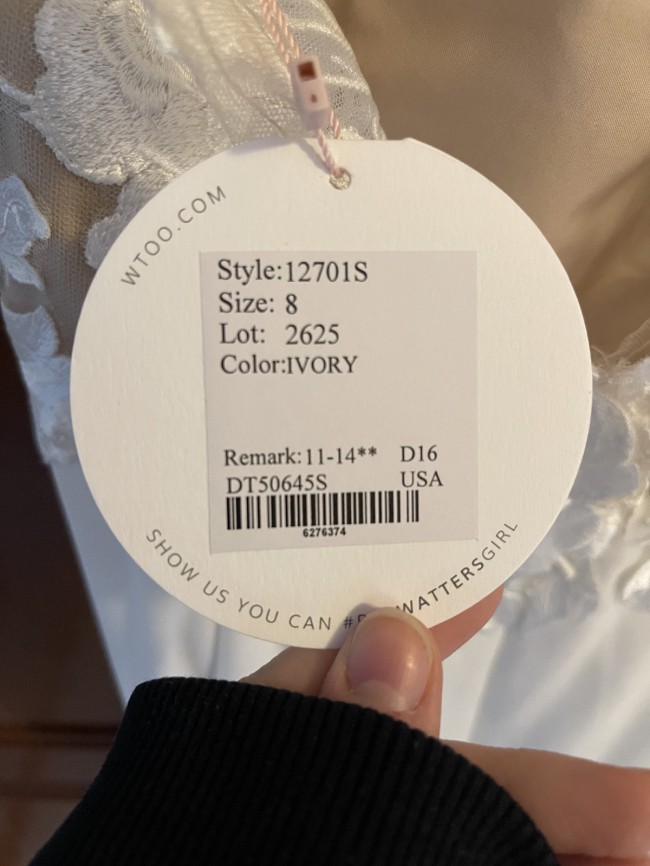 WTOO.COM
Style:12701S
Size: 8
Lot: 2625
Color:IVORY
Remark:11-14** D16
DT50645S USA
6276374
SHOW US YOU CAN